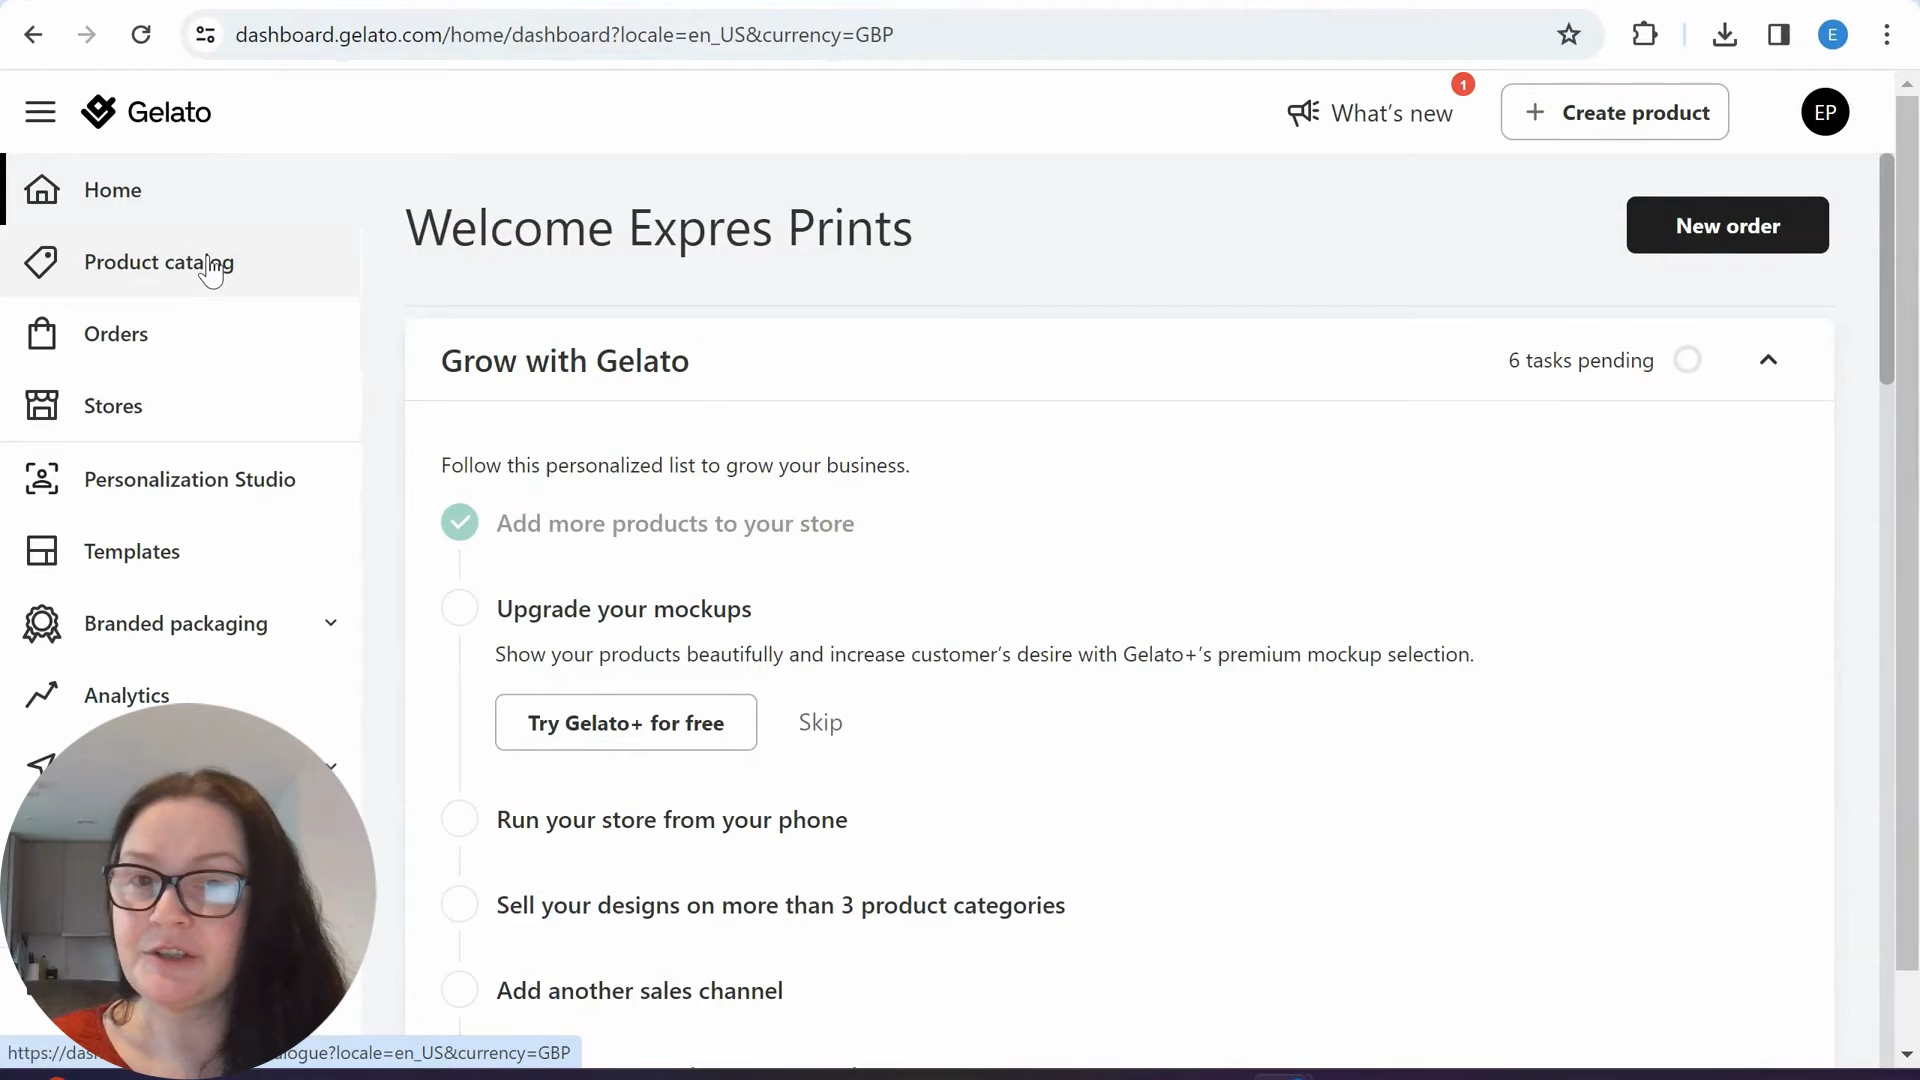 dashboard.gelato.com/home/dashboard?locale=en_US&currency=GBP
E
Gelato
What's new
1
+ Create product
EP
Home
Product catalog
Orders
Stores
Personalization Studio
Templates
Branded packaging
Analytics
Welcome Expres Prints
New order
Grow with Gelato
6 tasks pending
Follow this personalized list to grow your business.
Add more products to your store
Upgrade your mockups
Show your products beautifully and increase customer's desire with Gelato+'s premium mockup selection.
Try Gelato+ for free
Skip
Run your store from your phone
Sell your designs on more than 3 product categories
Add another sales channel
https://das alogue?locale=en_US&currency=GBP